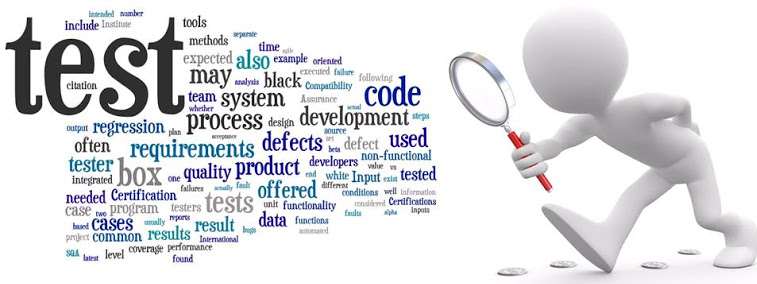 intended number
include Institute
test tools
methods separate
citation
expected also time agile
example oriented
may analysis black executed failure
team system Compatibility following
whether Assurance actual code
process design development steps
output regression plan acceptance source
often requirements defects set defect used
tester beta developers non-functional
integrated box quality product value vs
one end white Input exist tested
needed Certification failures actually fault offered different conditions well information
case two program testers tests unit functionality considered Certifications
based cases usually reports result data functions faults alpha inputs
project common results International bugs automated
SQA latest level coverage performance
found